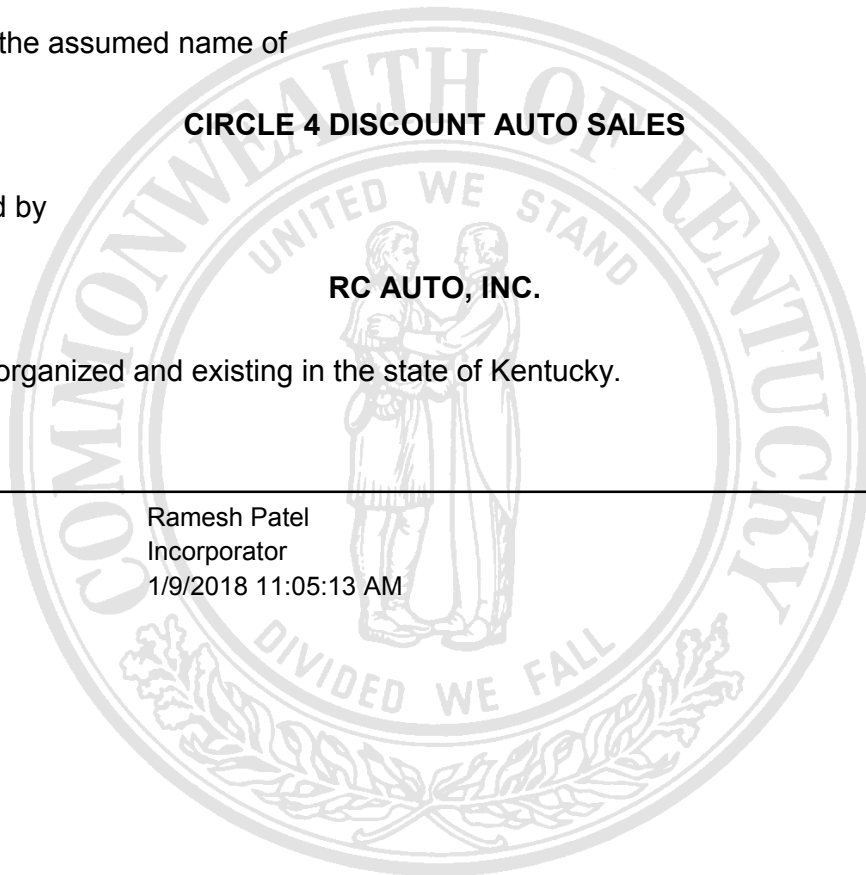 the assumed name of
CIRCLE 4 DISCOUNT AUTO SALES
d by
RC AUTO, INC.
organized and existing in the state of Kentucky.
Ramesh Patel
Incorporator
1/9/2018 11:05:13 AM
COMMONWEALTH OF KENTUCKY
UNITED WE STAND
DIVIDED WE FALL